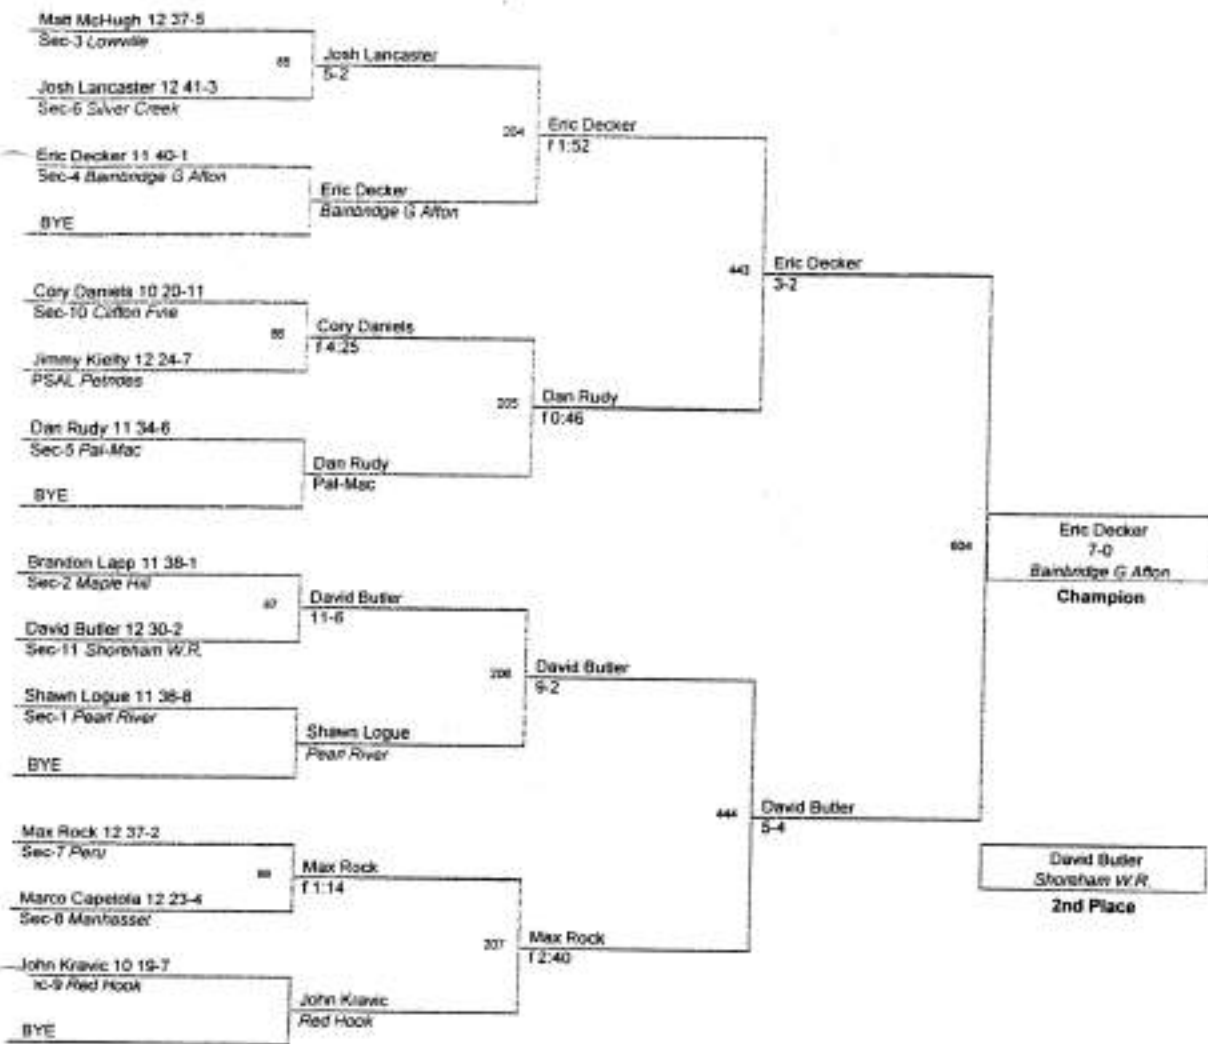 Matt McHugh 12 37-5
Sec-3 Lowville
85
Josh Lancaster 12 41-3
Sec-6 Silver Creek
Josh Lancaster
5-2
Eric Decker 11 40-1
Sec-4 Bainbridge G Afton
BYE
Eric Decker
Bainbridge G Afton
204
Eric Decker
f 1:52
Cory Daniels 10 20-11
Sec-10 Clifton Fine
86
Jimmy Kielty 12 24-7
PSAL Petrides
Cory Daniels
f 4:25
Dan Rudy 11 34-6
Sec-5 Pal-Mac
BYE
Dan Rudy
Pal-Mac
205
Dan Rudy
f 0:46
443
Eric Decker
3-2
Brandon Lapp 11 38-1
Sec-2 Maple Hill
87
David Butler 12 30-2
Sec-11 Shoreham W.R.
David Butler
11-6
Shawn Logue 11 36-8
Sec-1 Pearl River
BYE
Shawn Logue
Pearl River
206
David Butler
Max Rock 12 37-2
Sec-7 Peru
Marco Capetola 12 23-4
Sec-8 Manhasset
Max Rock
f 1:14
John Kravic 10 19-7
Red Hook
BYE
John Kravic
Red Hook
207
Max Rock
f 2:40
444
David Butler
5-4
604
Eric Decker
7-0
Bainbridge G Afton
Champion
David Butler
Shoreham W.R.
2nd Place